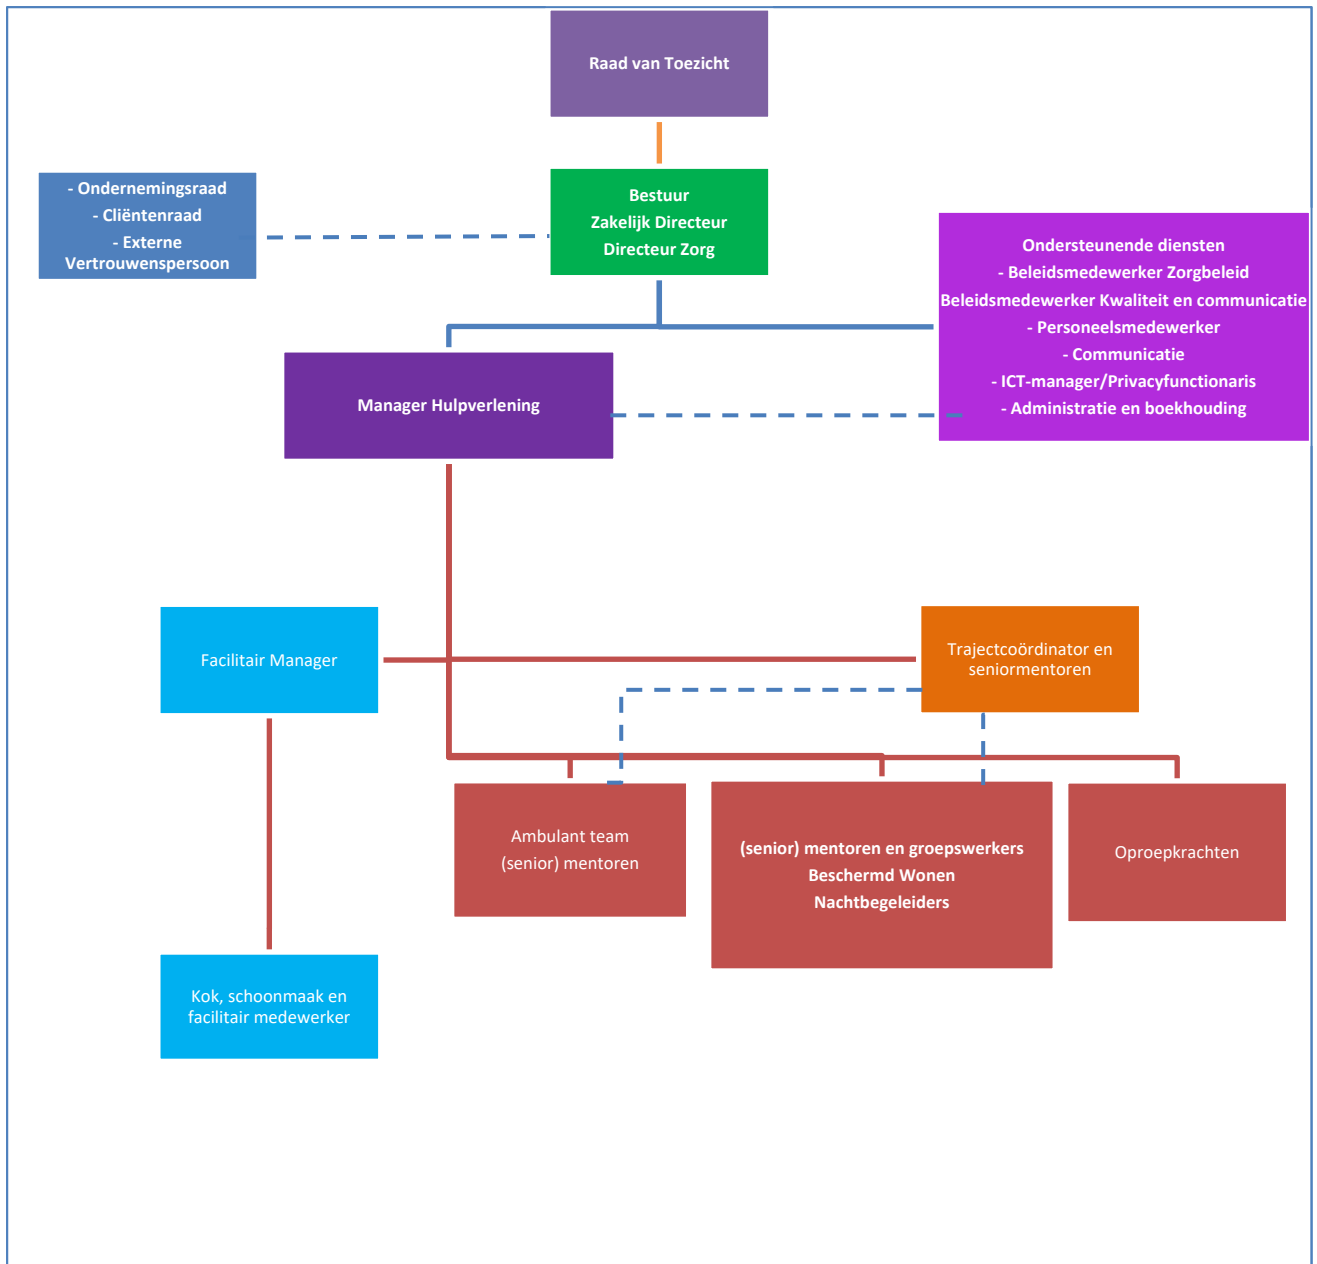 Raad van Toezicht
- Ondernemingsraad
- Cliëntenraad
- Externe
Vertrouwenspersoon
Bestuur
Zakelijk Directeur
Directeur Zorg
Ondersteunende diensten
- Beleidsmedewerker Zorgbeleid
Beleidsmedewerker Kwaliteit en communicatie
- Personeelsmedewerker
- Communicatie
- ICT-manager/Privacyfunctionaris
- Administratie en boekhouding
Manager Hulpverlening
Facilitair Manager
Trajectcoördinator en
seniormentoren
Ambulant team
(senior) mentoren
(senior) mentoren en groepswerkers
Beschermd Wonen
Nachtbegeleiders
Oproepkrachten
Kok, schoonmaak en
facilitair medewerker